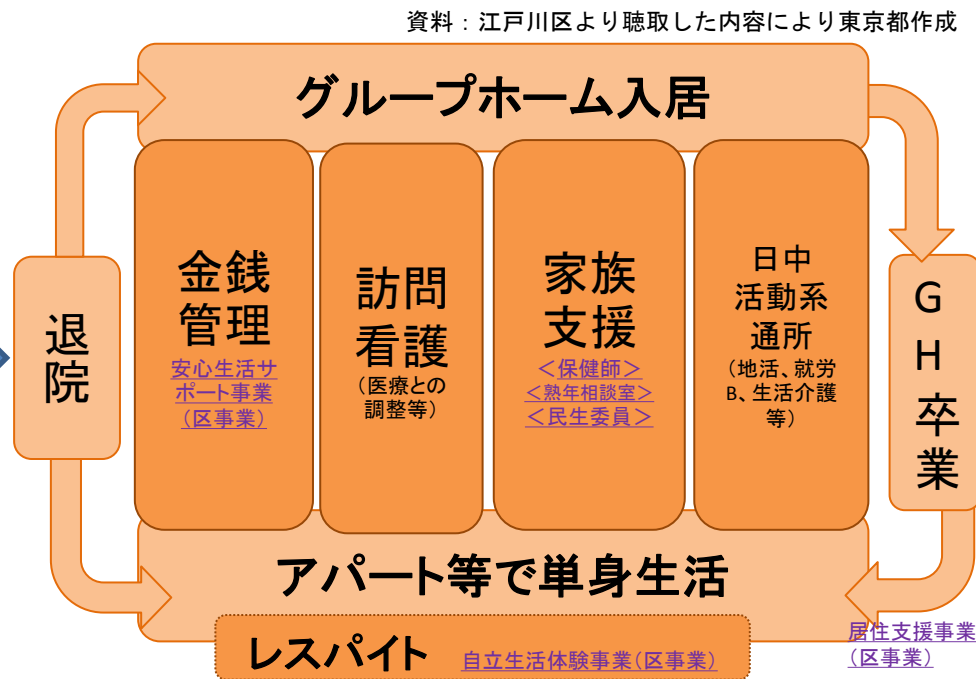 資料：江戸川区より聴取した内容により東京都作成
グループホーム入居
退院
金銭
管理
安心生活サ
ポート事業
(区事業)
訪問
看護
(医療との
調整等)
家族
支援
<保健師>
<熟年相談室>
<民生委員>
日中
活動系
通所
(地活、就労
B、生活介護
等)
G
H
卒
業
アパート等で単身生活
レスパイト 自立生活体験事業(区事業)
居住支援事業
(区事業)